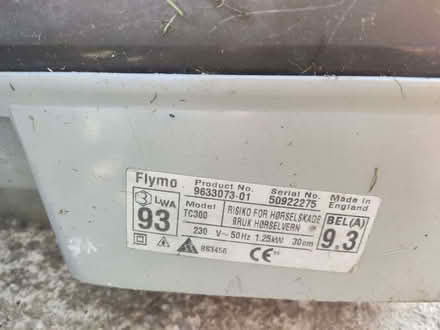 Flymo
Product No.
9633073-01
Serial No.
50922275
Made in
England
LWA
93
Model
TC300
RISIKO FOR HØRSELSKADE
BRUK HØRSELVERN
BEL(A)
9.3
230 V~ 50Hz 1.25kW 30cm
863456
CE